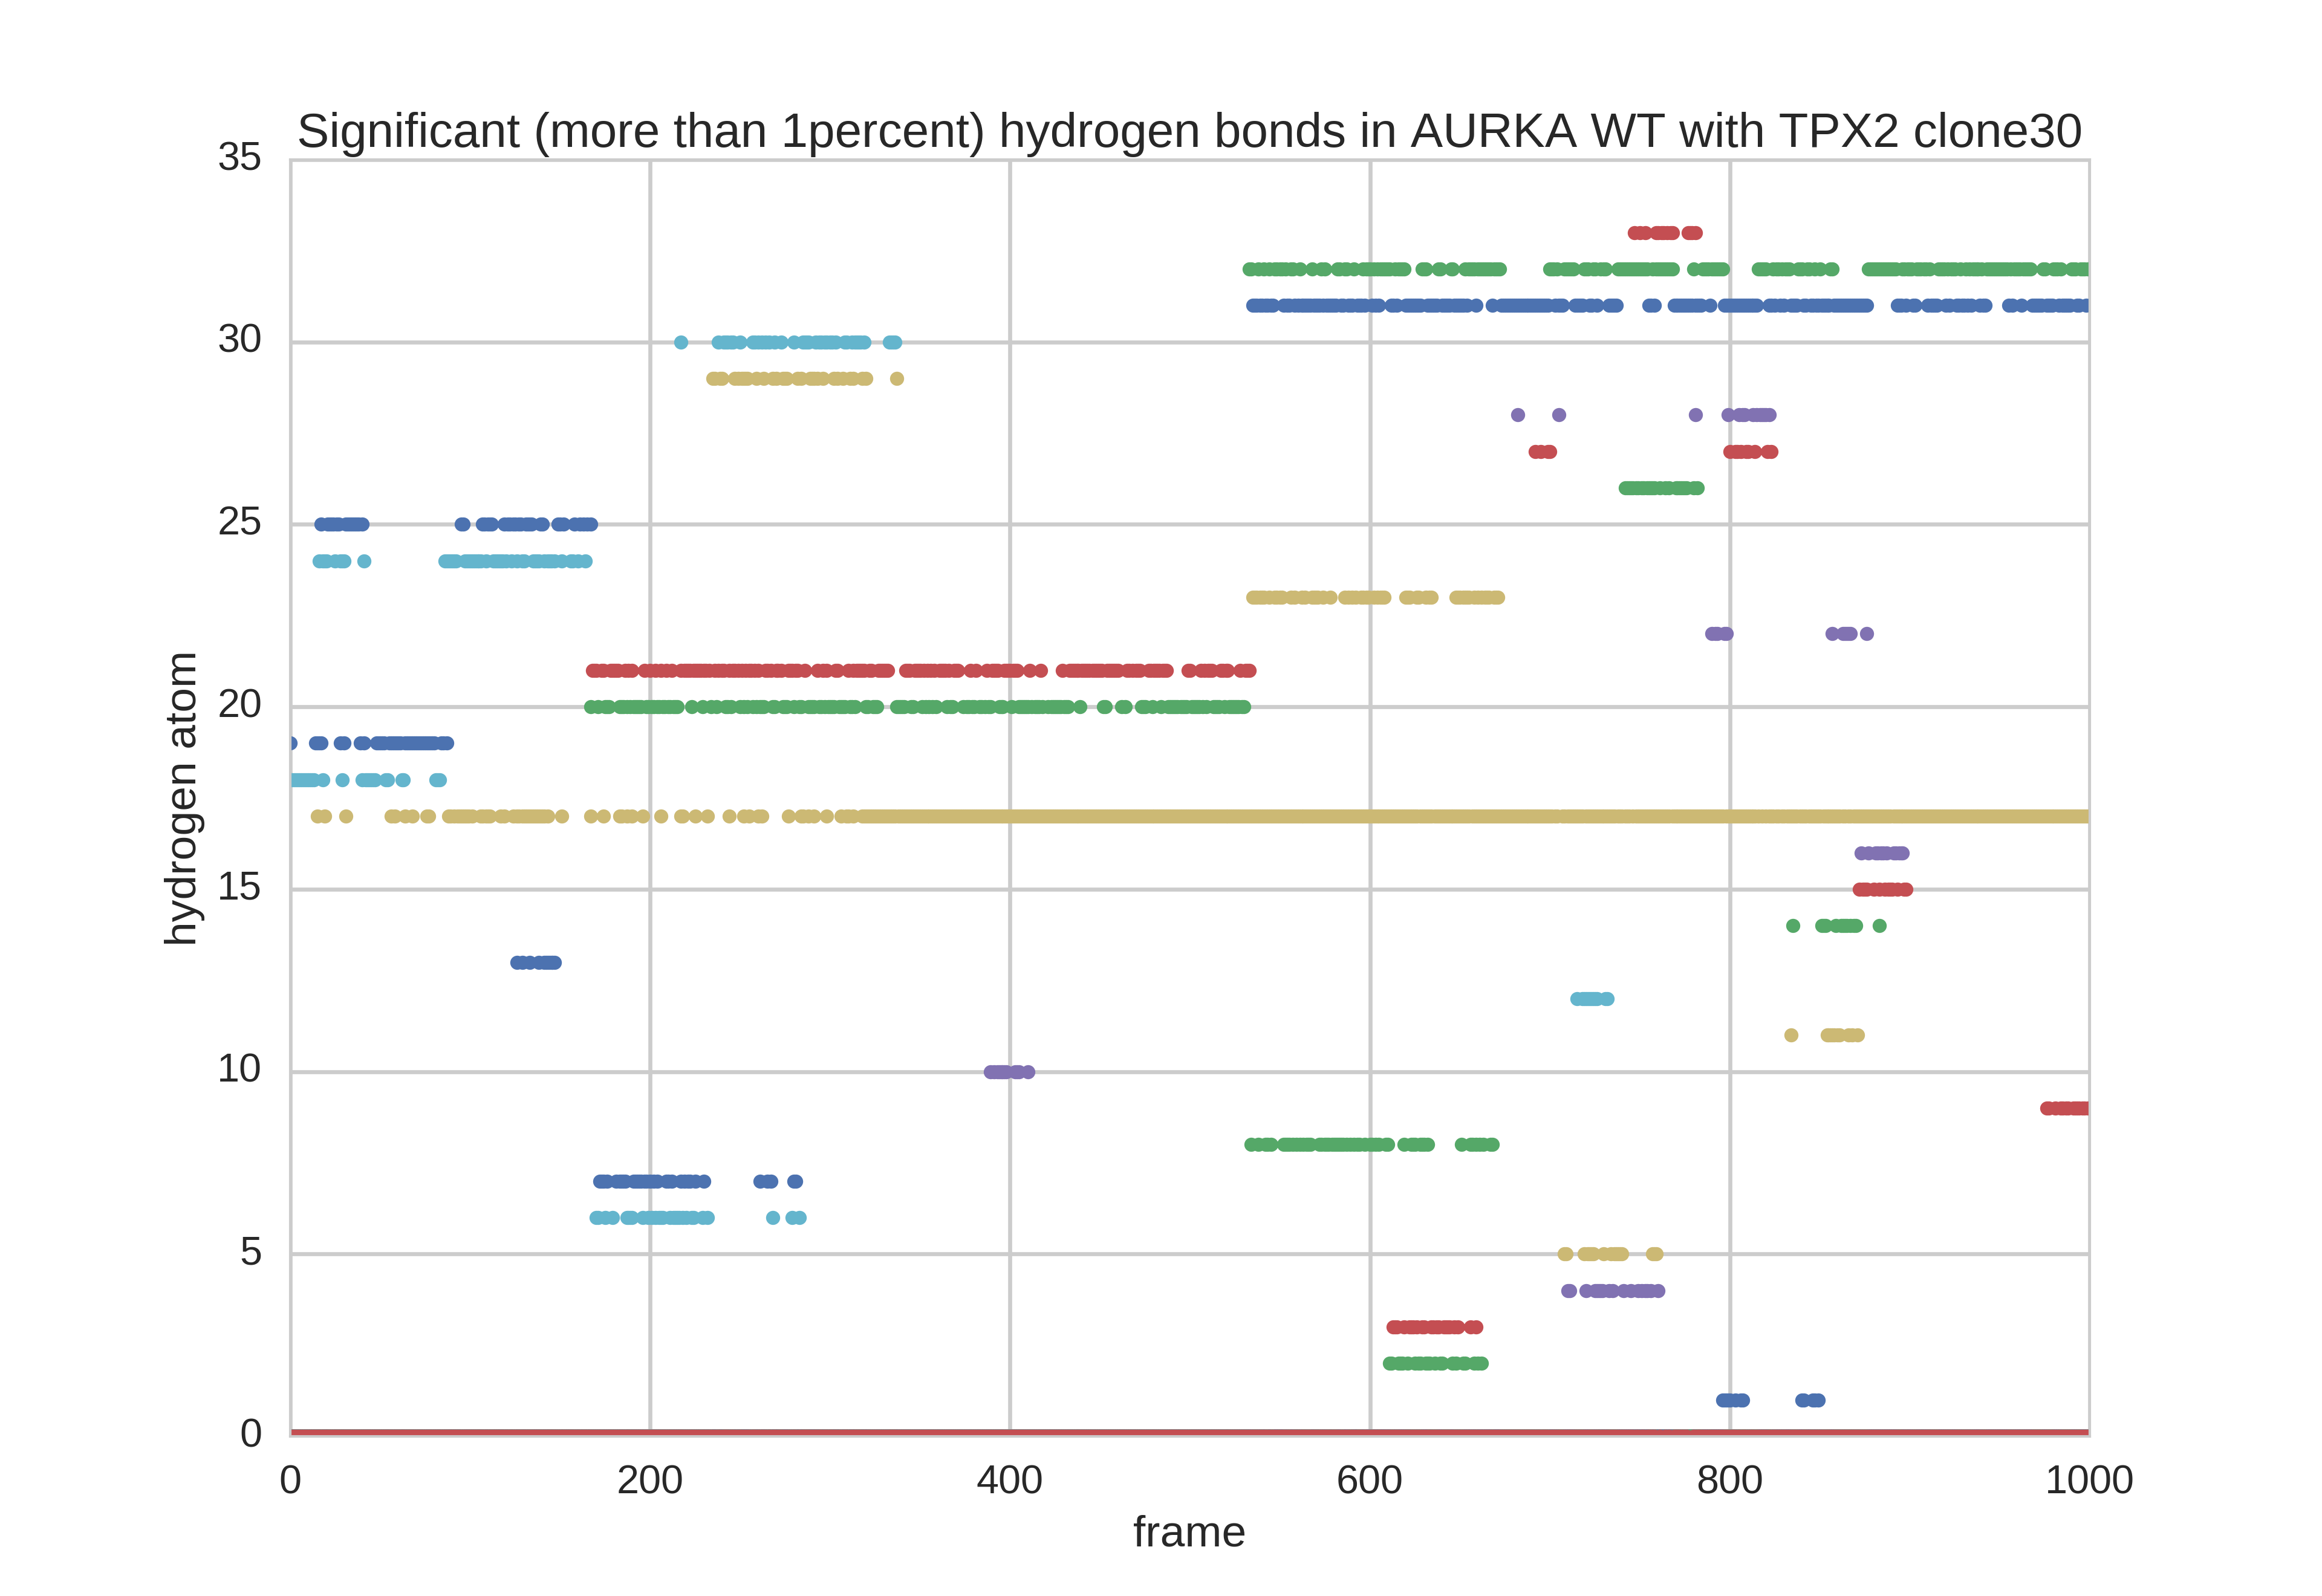 Significant (more than 1percent) hydrogen bonds in AURKA WT with TPX2 clone30
35
30
25
20
15
10
5
0
hydrogen atom
0 200 400 600 800 1000
frame